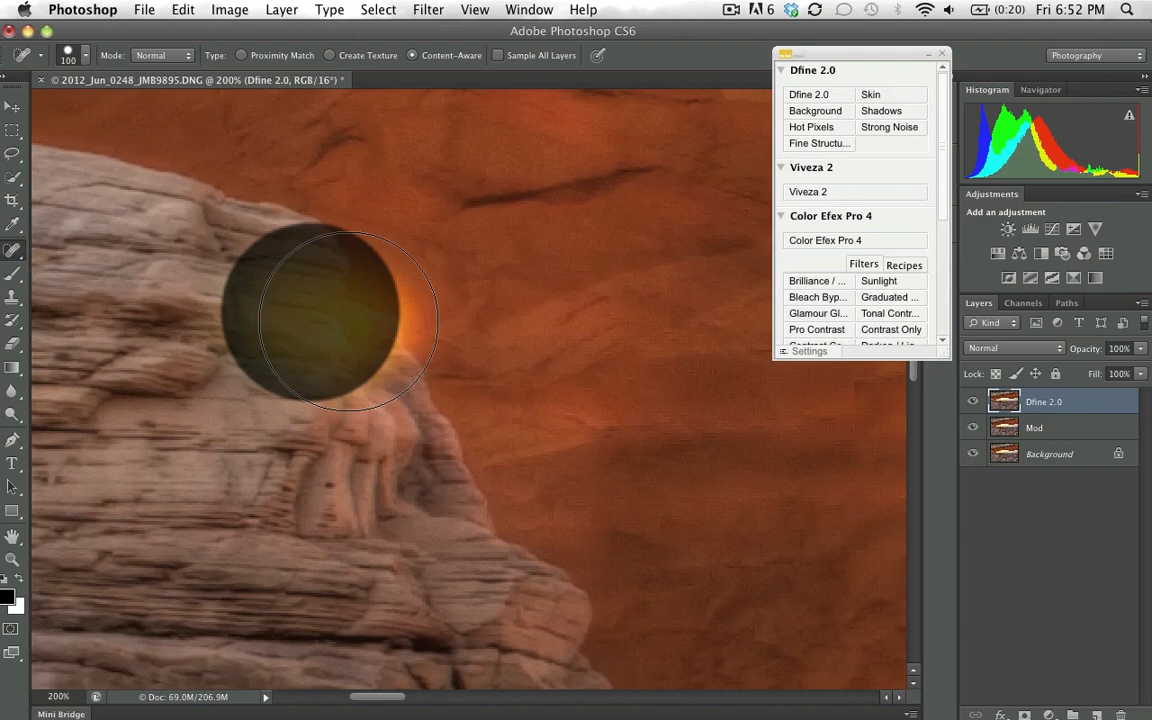 Photoshop File Edit Image Layer Type Select Filter View Window Help 6 (0:20) Fri 6:52 PM
Adobe Photoshop CS6
100 Mode: Normal Type: Proximity Match Create Texture Content-Aware Sample All Layers Photography
× © 2012_Jun_0248_JMB9895.DNG @ 200% (Dfine 2.0, RGB/16*) *
Dfine 2.0
Dfine 2.0 Skin
Background Shadows
Hot Pixels Strong Noise
Fine Structu...
Viveza 2
Viveza 2
Color Efex Pro 4
Color Efex Pro 4
Filters Recipes
Brilliance / ... Sunlight
Bleach Byp... Graduated ...
Glamour Gl... Tonal Contr...
Pro Contrast Contrast Only
Settings
Histogram Navigator
Adjustments
Add an adjustment
Layers Channels Paths
Kind
Normal Opacity: 100%
Lock: Fill: 100%
Dfine 2.0
Mod
Background
200% Doc: 69.0M/206.9M
Mini Bridge